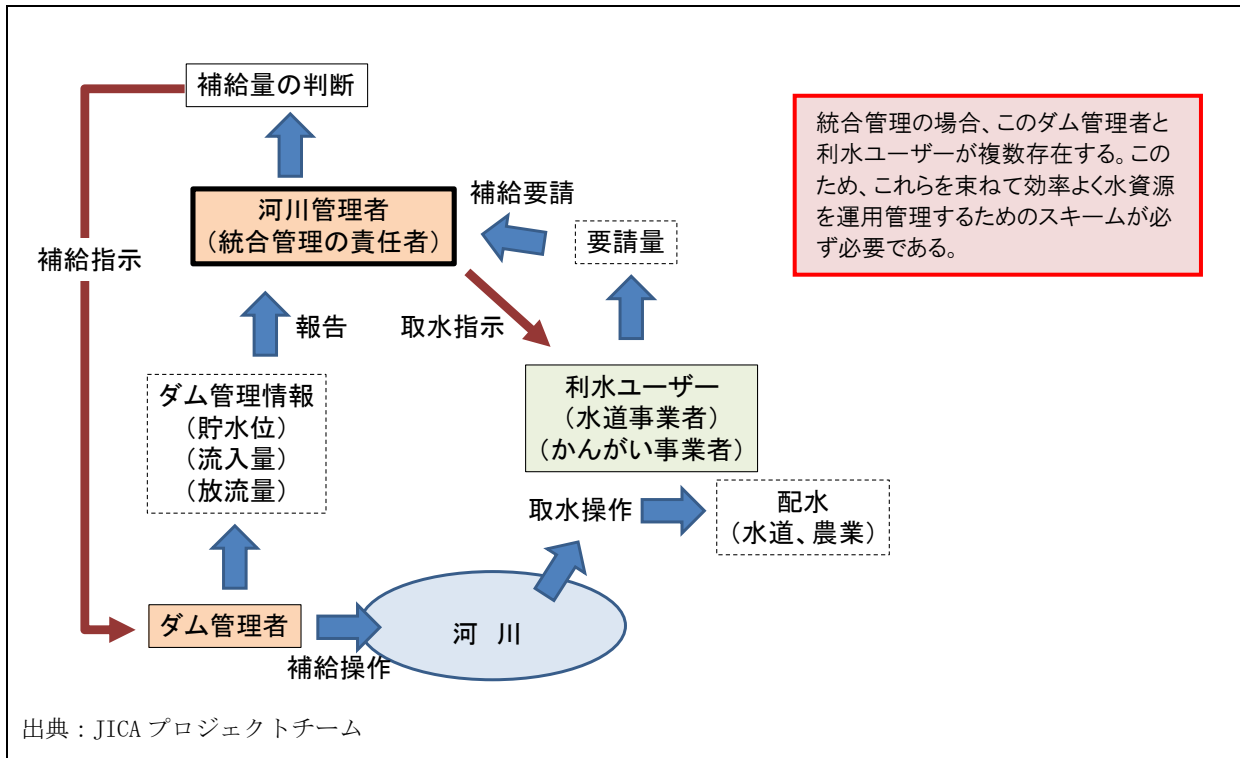 補給量の判断
統合管理の場合、このダム管理者と
利水ユーザーが複数存在する。この
ため、これらを束ねて効率よく水資源
を運用管理するためのスキームが必
ず必要である。
河川管理者
（統合管理の責任者）
補給要請
要請量
補給指示
報告
取水指示
ダム管理情報
（貯水位）
（流入量）
（放流量）
利水ユーザー
（水道事業者）
（かんがい事業者）
取水操作
配水
（水道、農業）
ダム管理者
補給操作
河 川
出典：JICA プロジェクトチーム